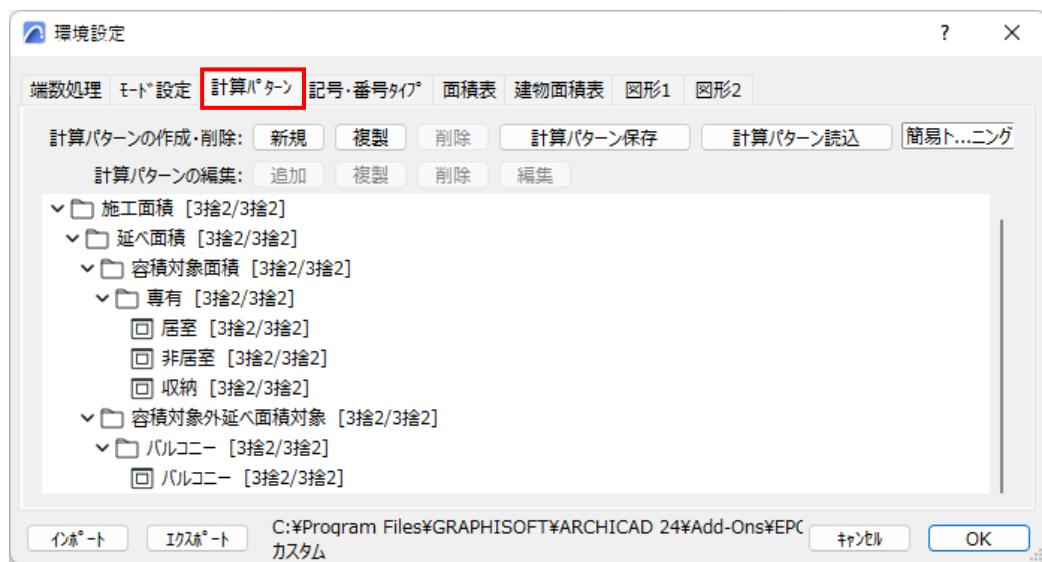 環境設定 ?
端数処理 ﾓｰﾄﾞ設定 計算ﾊﾟﾀｰﾝ 記号・番号ﾀｲﾌﾟ 面積表 建物面積表 図形1 図形2
計算パターンの作成・削除: 新規 複製 削除 計算パターン保存 計算パターン読込 簡易ト...ニング
計算パターンの編集: 追加 複製 削除 編集
施工面積 [3捨2/3捨2]
延べ面積 [3捨2/3捨2]
容積対象面積 [3捨2/3捨2]
専有 [3捨2/3捨2]
居室 [3捨2/3捨2]
非居室 [3捨2/3捨2]
収納 [3捨2/3捨2]
容積対象外延べ面積対象 [3捨2/3捨2]
バルコニー [3捨2/3捨2]
バルコニー [3捨2/3捨2]
ｲﾝﾎﾟｰﾄ ｴｸｽﾎﾟｰﾄ C:¥Program Files¥GRAPHISOFT¥ARCHICAD 24¥Add-Ons¥EPC ｷｬﾝｾﾙ OK
カスタム